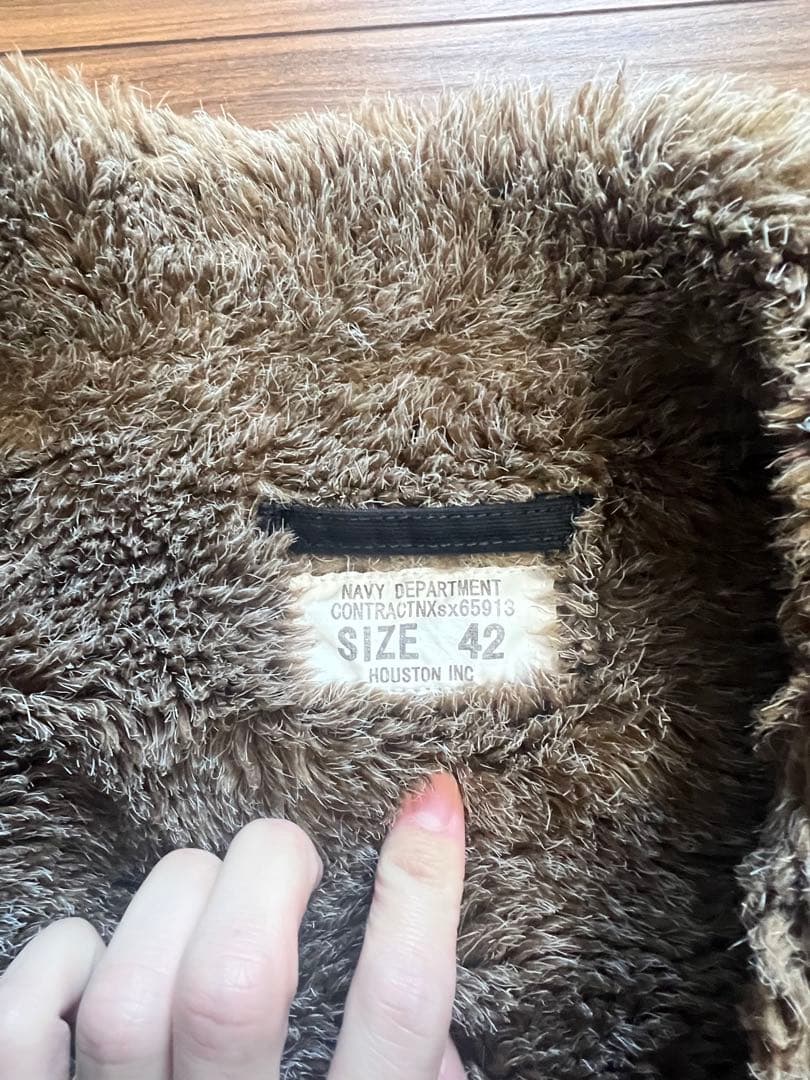 NAVY DEPARTMENT
CONTRACTNXsx65913
SIZE 42
HOUSTON INC